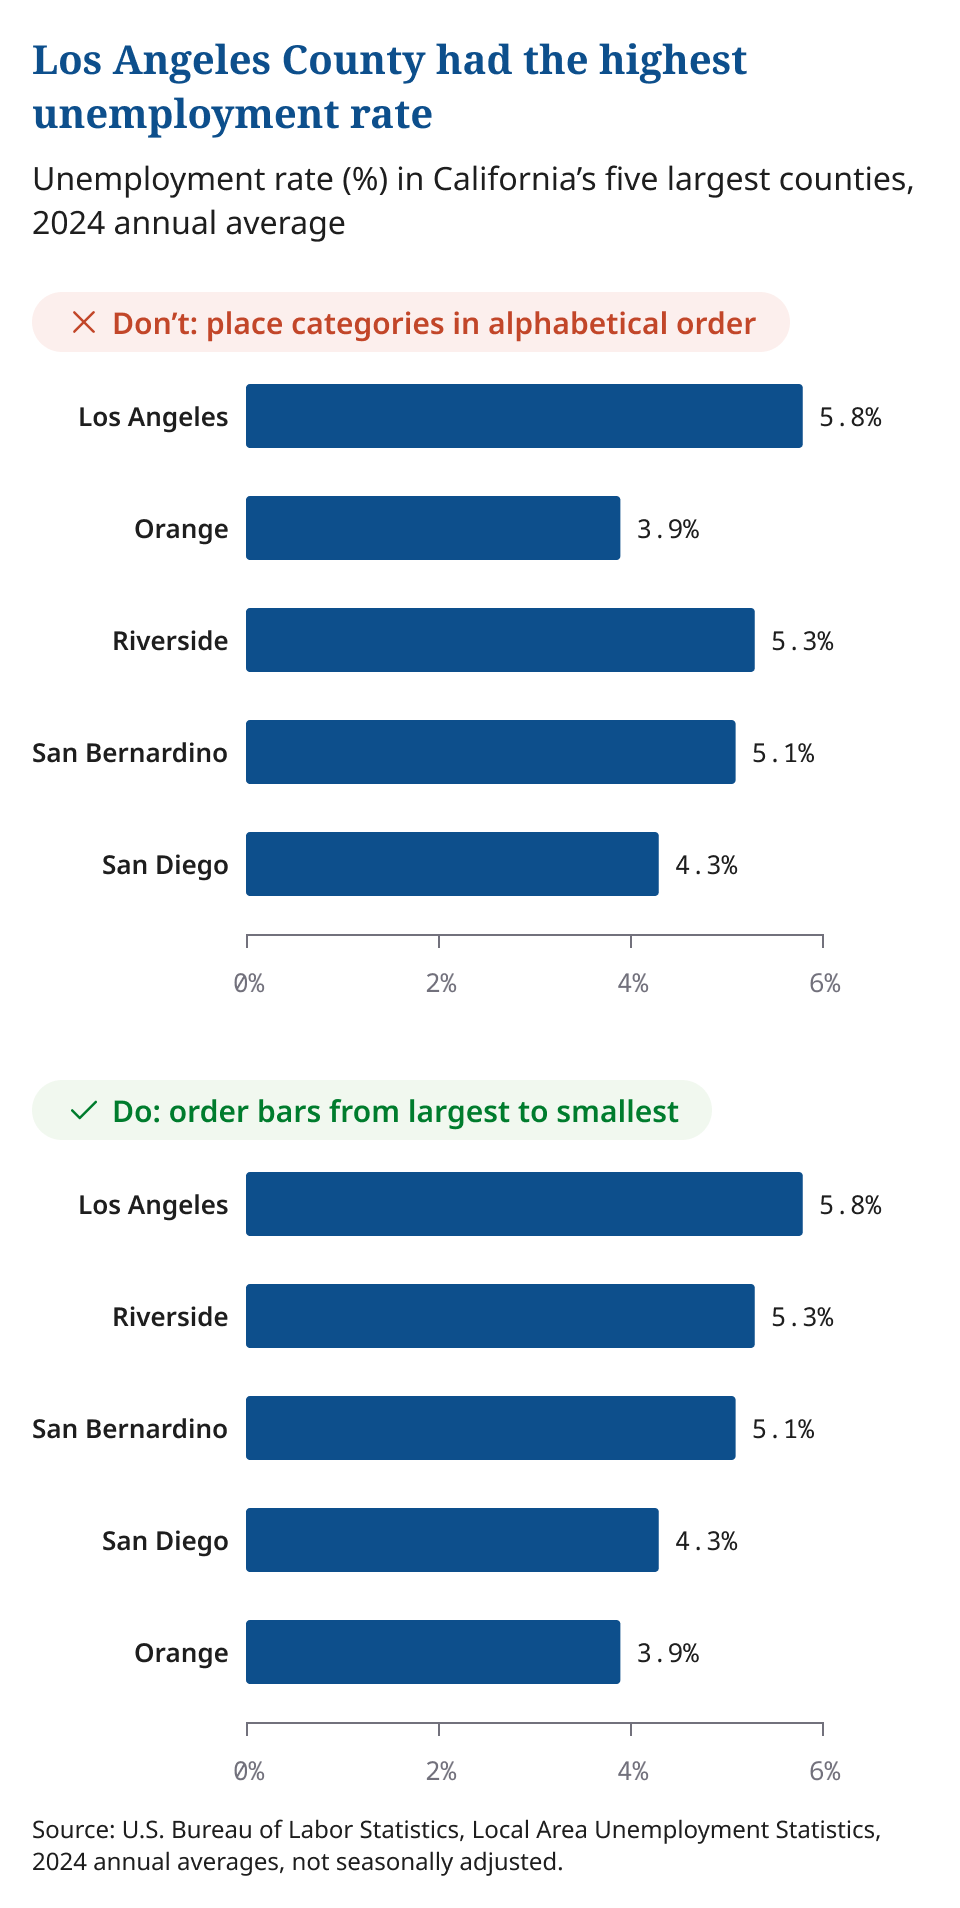 Los Angeles County had the highest
unemployment rate
Unemployment rate (%) in California’s five largest counties,
2024 annual average
Don’t: place categories in alphabetical order
Los Angeles 5.8%
Orange 3.9%
Riverside 5.3%
San Bernardino 5.1%
San Diego 4.3%
0% 2% 4% 6%
Do: order bars from largest to smallest
Los Angeles 5.8%
Riverside 5.3%
San Bernardino 5.1%
San Diego 4.3%
Orange 3.9%
0% 2% 4% 6%
Source: U.S. Bureau of Labor Statistics, Local Area Unemployment Statistics,
2024 annual averages, not seasonally adjusted.